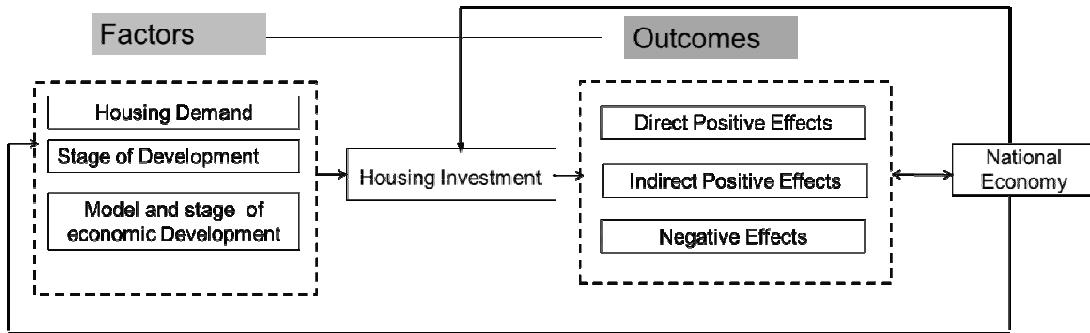 Factors
Outcomes
Housing Demand
Stage of Development
Model and stage of
economic Development
Housing Investment
Direct Positive Effects
Indirect Positive Effects
Negative Effects
National
Economy